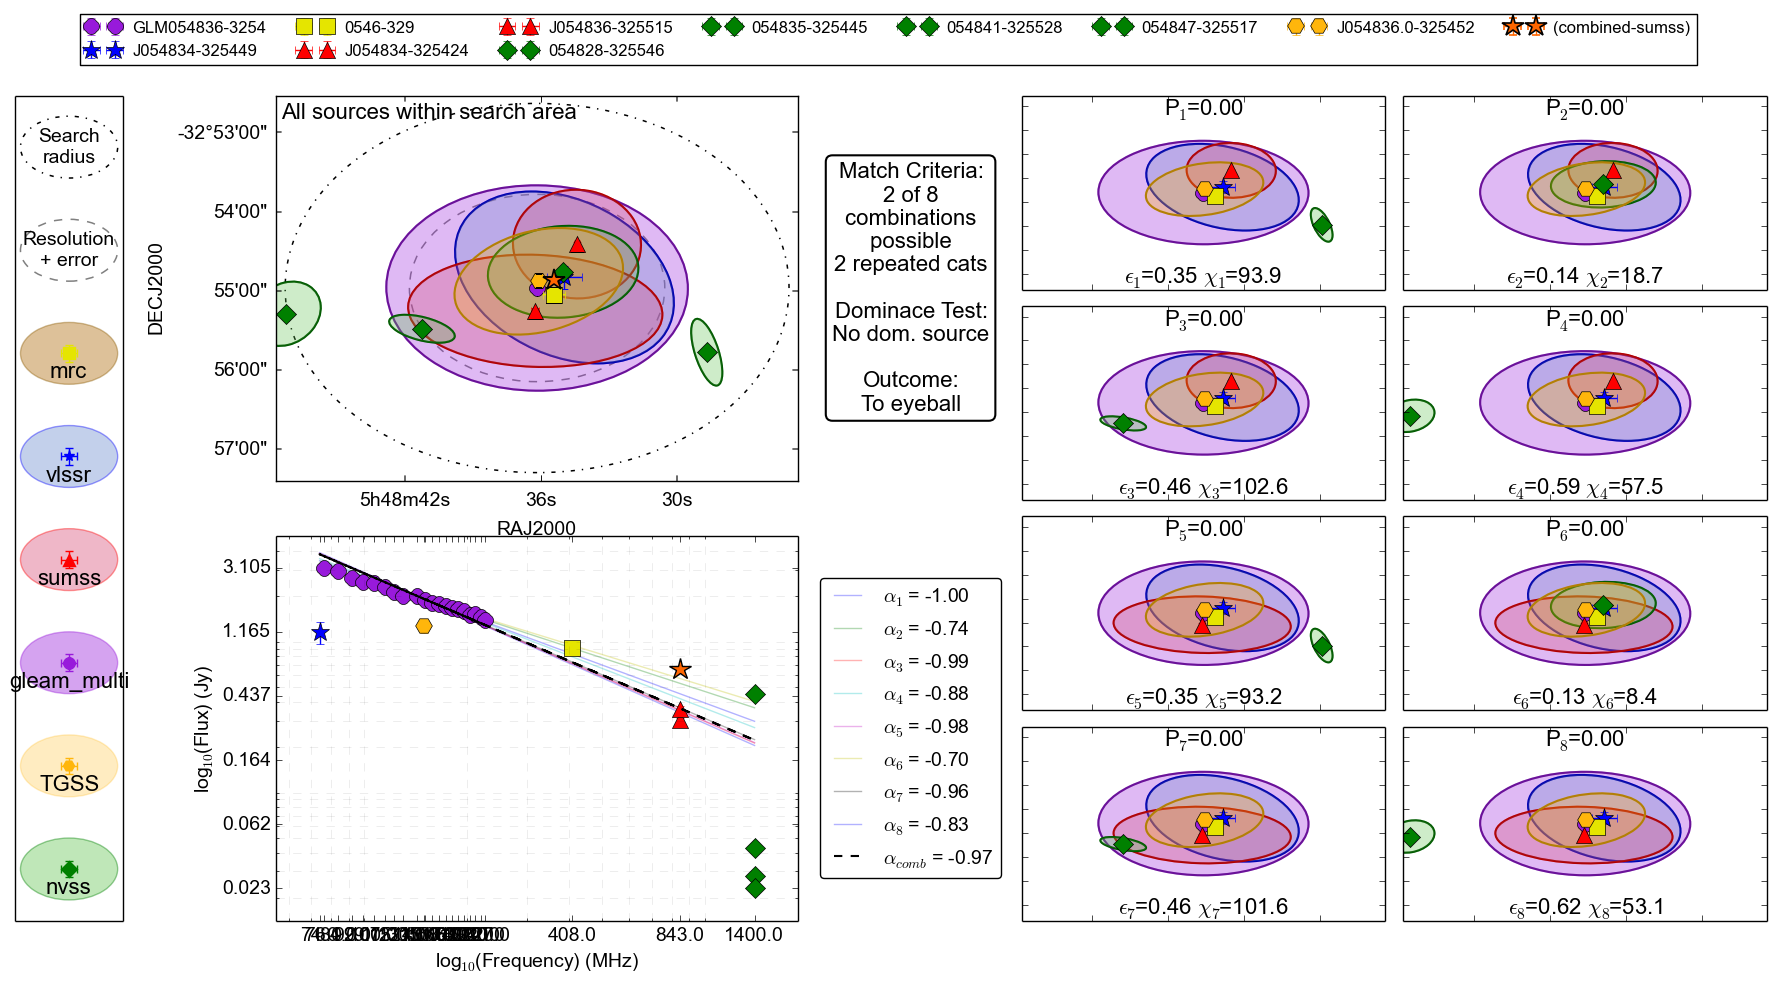 GLM054836-3254
0546-329
J054836-325515
054835-325445
054841-325528
054847-325517
J054836.0-325452
(combined-sumss)
J054834-325449
J054834-325424
054828-325546
Search
radius
Resolution
+ error
mrc
vlssr
sumss
gleam_multi
TGSS
nvss
All sources within search area
DECJ2000
-32°53'00"
54'00"
55'00"
56'00"
57'00"
5h48m42s
36s
30s
RAJ2000
Match Criteria:
2 of 8
combinations
possible
2 repeated cats
Dominace Test:
No dom. source
Outcome:
To eyeball
log10(Flux) (Jy)
3.105
1.165
0.437
0.164
0.062
0.023
408.0
843.0
1400.0
log10(Frequency) (MHz)
α1 = -1.00
α2 = -0.74
α3 = -0.99
α4 = -0.88
α5 = -0.98
α6 = -0.70
α7 = -0.96
α8 = -0.83
αcomb = -0.97
P1=0.00
ϵ1=0.35 χ1=93.9
P2=0.00
ϵ2=0.14 χ2=18.7
P3=0.00
ϵ3=0.46 χ3=102.6
P4=0.00
ϵ4=0.59 χ4=57.5
P5=0.00
ϵ5=0.35 χ5=93.2
P6=0.00
ϵ6=0.13 χ6=8.4
P7=0.00
ϵ7=0.46 χ7=101.6
P8=0.00
ϵ8=0.62 χ8=53.1